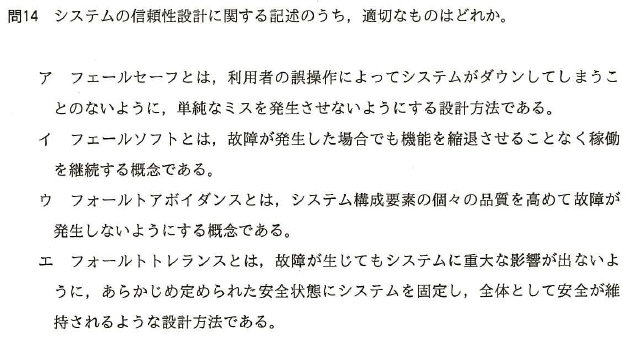 問14 システムの信頼性設計に関する記述のうち，適切なものはどれか。
ア フェールセーフとは，利用者の誤操作によってシステムがダウンしてしまうこ
とのないように，単純なミスを発生させないようにする設計方法である。
イ フェールソフトとは，故障が発生した場合でも機能を縮退させることなく稼働
を継続する概念である。
ウ フォールトアボイダンスとは，システム構成要素の個々の品質を高めて故障が
発生しないようにする概念である。
エ フォールトトレランスとは，故障が生じてもシステムに重大な影響が出ないよ
うに，あらかじめ定められた安全状態にシステムを固定し，全体として安全が維
持されるような設計方法である。